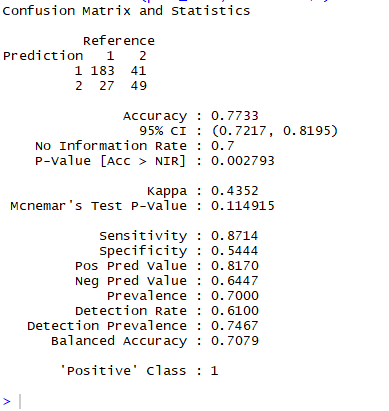 Confusion Matrix and Statistics
Reference
Prediction 1 2
1 183 41
2 27 49
Accuracy : 0.7733
95% CI : (0.7217, 0.8195)
No Information Rate : 0.7
P-Value [Acc > NIR] : 0.002793
Kappa : 0.4352
Mcnemar's Test P-Value : 0.114915
Sensitivity : 0.8714
Specificity : 0.5444
Pos Pred Value : 0.8170
Neg Pred Value : 0.6447
Prevalence : 0.7000
Detection Rate : 0.6100
Detection Prevalence : 0.7467
Balanced Accuracy : 0.7079
'Positive' Class : 1
>